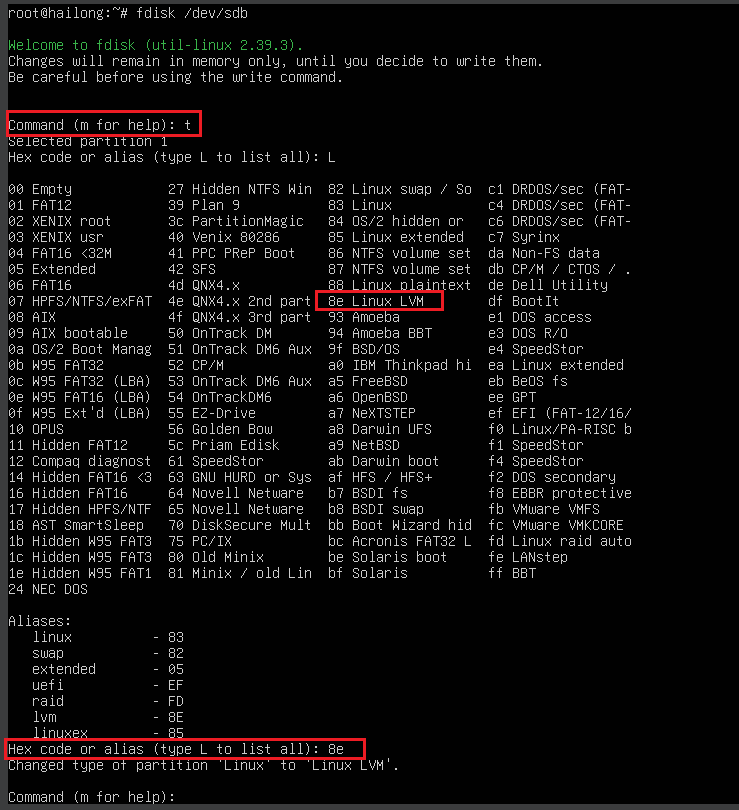 root@hailong:~# fdisk /dev/sdb
Welcome to fdisk (util-linux 2.39.3).
Changes will remain in memory only, until you decide to write them.
Be careful before using the write command.
Command (m for help): t
Selected partition 1
Hex code or alias (type L to list all): L
00 Empty 27 Hidden NTFS Win 82 Linux swap / So c1 DRDOS/sec (FAT-
01 FAT12 39 Plan 9 83 Linux c4 DRDOS/sec (FAT-
02 XENIX root 3c PartitionMagic 84 OS/2 hidden or c6 DRDOS/sec (FAT-
03 XENIX usr 40 Venix 80286 85 Linux extended c7 Syrinx
04 FAT16 <32M 41 PPC PReP Boot 86 NTFS volume set da Non-FS data
05 Extended 42 SFS 87 NTFS volume set db CP/M / CTOS / .
06 FAT16 4d QNX4.x 88 Linux plaintext de Dell Utility
07 HPFS/NTFS/exFAT 4e QNX4.x 2nd part 8e Linux LVM df BootIt
08 AIX 4f QNX4.x 3rd part 93 Amoeba e1 DOS access
09 AIX bootable 50 OnTrack DM 94 Amoeba BBT e3 DOS R/O
0a OS/2 Boot Manag 51 OnTrack DM6 Aux 9f BSD/OS e4 SpeedStor
0b W95 FAT32 52 CP/M a0 IBM Thinkpad hi ea Linux extended
0c W95 FAT32 (LBA) 53 OnTrack DM6 Aux a5 FreeBSD eb BeOS fs
0e W95 FAT16 (LBA) 54 OnTrackDM6 a6 OpenBSD ee GPT
0f W95 Ext'd (LBA) 55 EZ-Drive a7 NeXTSTEP ef EFI (FAT-12/16/
10 OPUS 56 Golden Bow a8 Darwin UFS f0 Linux/PA-RISC b
11 Hidden FAT12 5c Priam Edisk a9 NetBSD f1 SpeedStor
12 Compaq diagnost 61 SpeedStor ab Darwin boot f4 SpeedStor
14 Hidden FAT16 <3 63 GNU HURD or Sys af HFS / HFS+ f2 DOS secondary
16 Hidden FAT16 64 Novell Netware b7 BSDI fs f8 EBBR protective
17 Hidden HPFS/NTF 65 Novell Netware b8 BSDI swap fb VMware VMFS
18 AST SmartSleep 70 DiskSecure Mult bb Boot Wizard hid fc VMware VMKCORE
1b Hidden W95 FAT3 75 PC/IX bc Acronis FAT32 L fd Linux raid auto
1c Hidden W95 FAT3 80 Old Minix be Solaris boot fe LANstep
1e Hidden W95 FAT1 81 Minix / old Lin bf Solaris ff BBT
24 NEC DOS
Aliases:
linux - 83
swap - 82
extended - 05
uefi - EF
raid - FD
lvm - 8E
linuxex - 85
Hex code or alias (type L to list all): 8e
Changed type of partition 'Linux' to 'Linux LVM'.
Command (m for help):